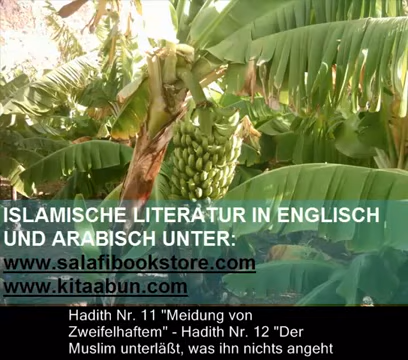 ISLAMISCHE LITERATUR IN ENGLISCH
UND ARABISCH UNTER:
www.salafibookstore.com
www.kitaabun.com
Hadith Nr. 11 "Meidung von
Zweifelhaftem" - Hadith Nr. 12 "Der
Muslim unterläßt, was ihn nichts angeht